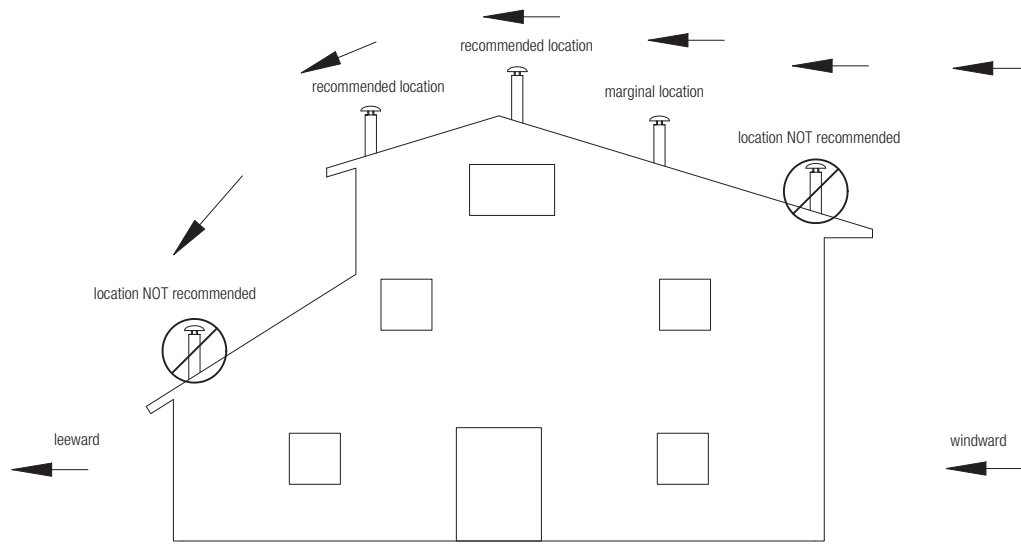 recommended location
recommended location
marginal location
location NOT recommended
location NOT recommended
leeward
windward